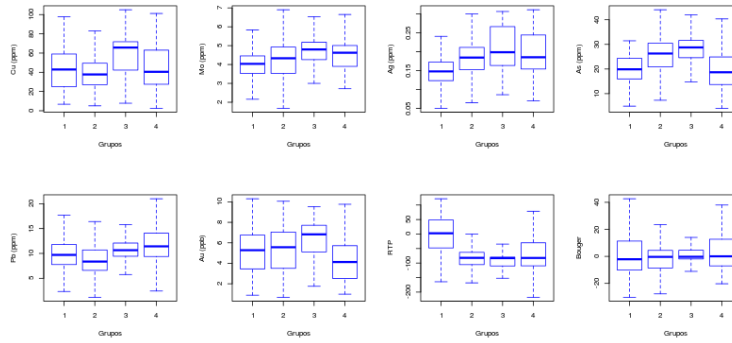 Cu (ppm)
0 20 40 60 80 100
1 2 3 4
Grupos
Mo (ppm)
2 3 4 5 6 7
1 2 3 4
Grupos
Ag (ppm)
0.05 0.15 0.25
1 2 3 4
Grupos
As (ppm)
10 20 30 40
1 2 3 4
Grupos
Pb (ppm)
5 10 15 20
1 2 3 4
Grupos
Au (ppb)
2 4 6 8 10
1 2 3 4
Grupos
RTP
-200 -100 0 50
1 2 3 4
Grupos
Bouger
-20 0 20 40
1 2 3 4
Grupos